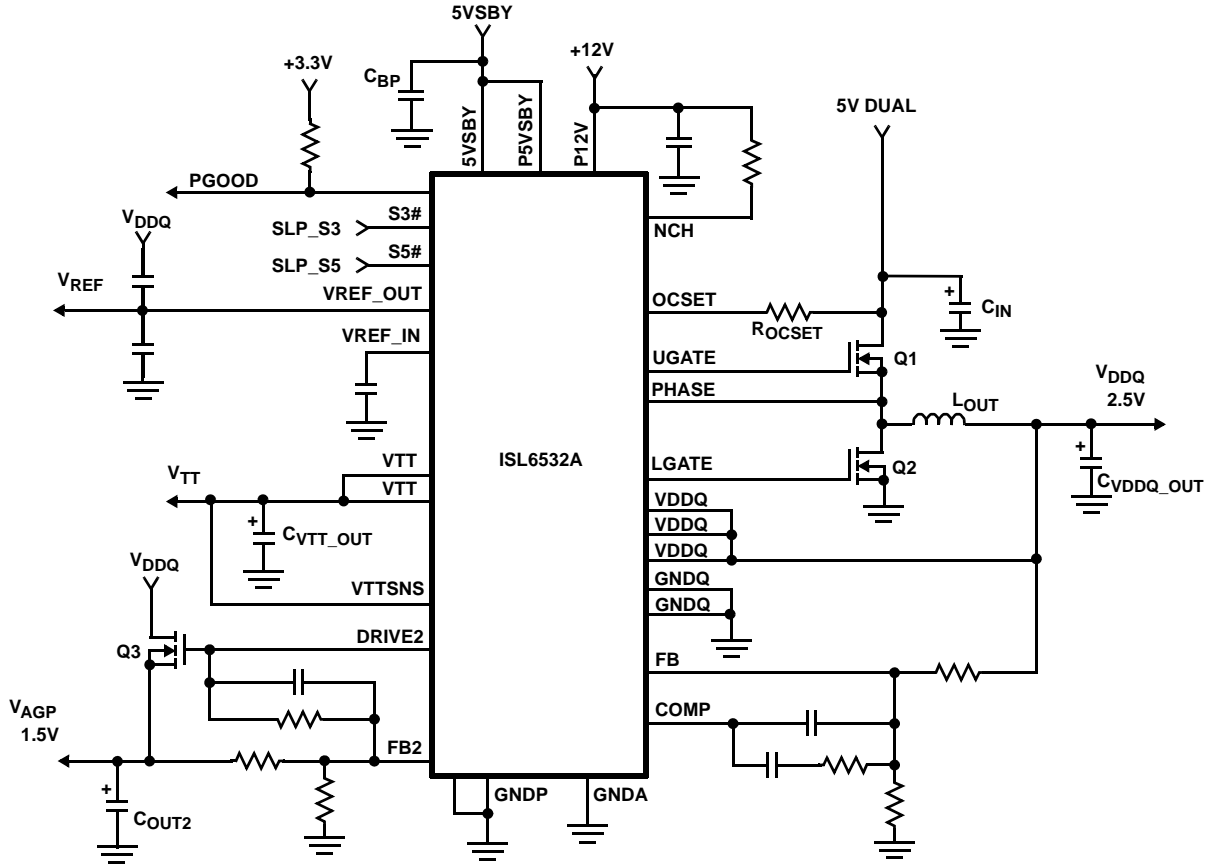 5VSBY
+12V
+3.3V
CBP
5V DUAL
5VSBY
P5VSBY
P12V
PGOOD
NCH
VDDQ
S3#
SLP_S3
S5#
SLP_S5
VREF
VREF_OUT
OCSET
ROCSET
CIN
VREF_IN
UGATE
Q1
PHASE
VDDQ
2.5V
LOUT
ISL6532A
VTT
VTT
LGATE
Q2
CVDDQ_OUT
VTT
VDDQ
VDDQ
VDDQ
CVTT_OUT
VDDQ
GNDQ
GNDQ
VTTSNS
DRIVE2
Q3
FB
COMP
VAGP
1.5V
FB2
COUT2
GNDP
GNDA